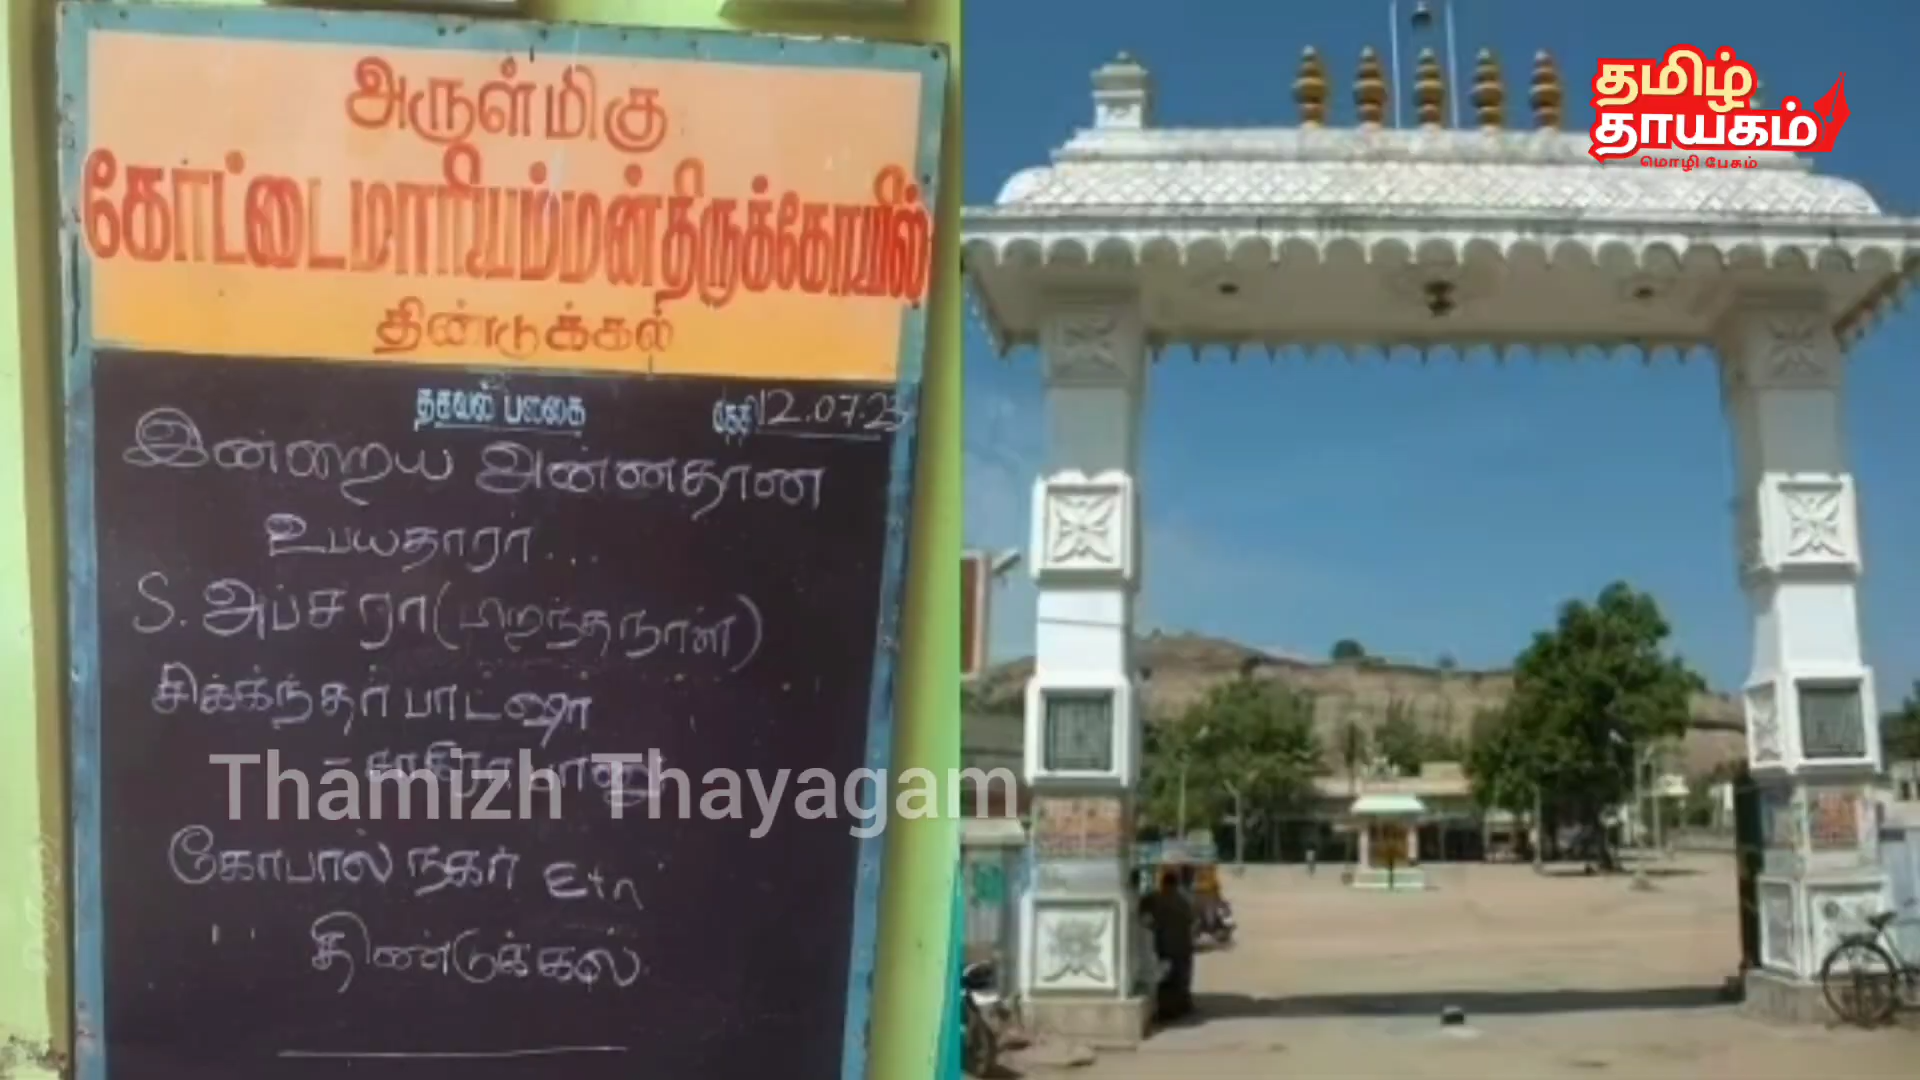 அருள்மிகு
கோட்டைமாரியம்மன்திருக்கோயில்
திண்டுக்கல்
தகவல் பலகை
தேதி 12.07.23
இன்றைய அன்னதான
உபயதாரர்...
S. அப்சரா (பிறந்தநாள்)
சிக்கந்தர் பாட்ஷா
கோபால் நகர் Etn
திண்டுக்கல்
Thamizh Thayagam
தமிழ்
தாயகம்
மொழி பேசும்